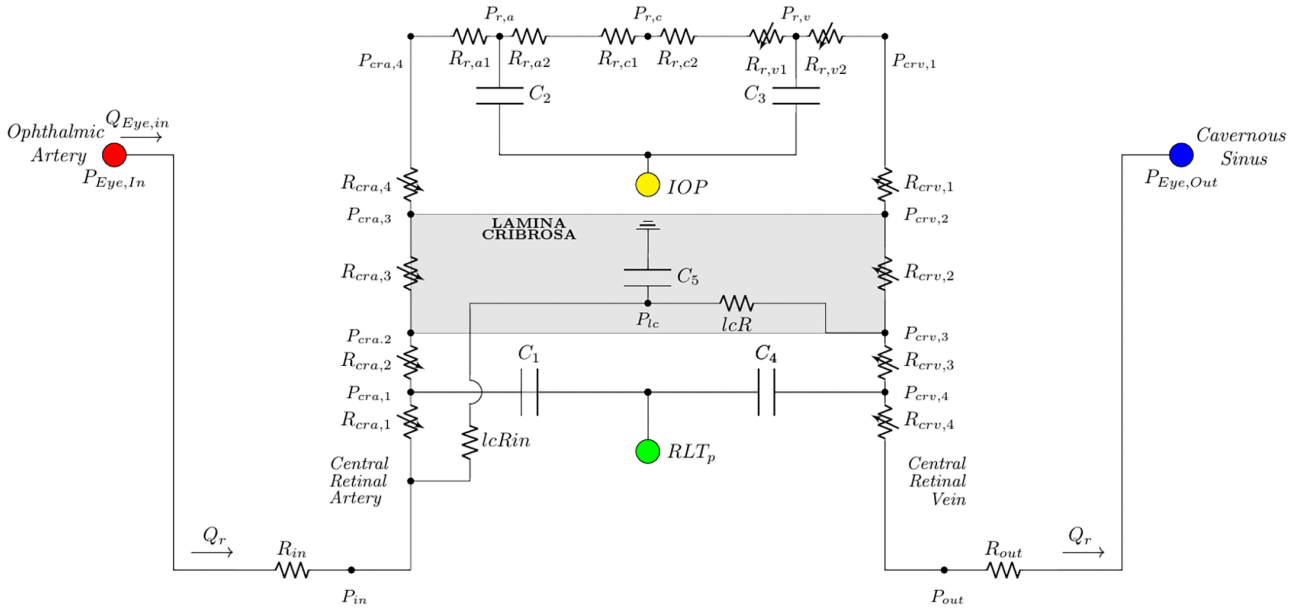 P_{r,a}
P_{r,c}
P_{r,v}
P_{cra,4}
R_{r,a1}
R_{r,a2}
R_{r,c1}
R_{r,c2}
R_{r,v1}
R_{r,v2}
P_{crv,1}
C_2
C_3
Q_{Eye,in}
Ophthalmic
Artery
P_{Eye,In}
Cavernous
Sinus
P_{Eye,Out}
R_{cra,4}
IOP
R_{crv,1}
P_{cra,3}
LAMINA
CRIBROSA
P_{crv,2}
R_{cra,3}
C_5
R_{crv,2}
P_{lc}
lcR
P_{cra.2}
P_{crv,3}
R_{cra,2}
C_1
C_4
R_{crv,3}
P_{cra,1}
P_{crv,4}
R_{cra,1}
lcRin
RLT_p
R_{crv,4}
Central
Retinal
Artery
Central
Retinal
Vein
Q_r
R_{in}
P_{in}
R_{out}
Q_r
P_{out}